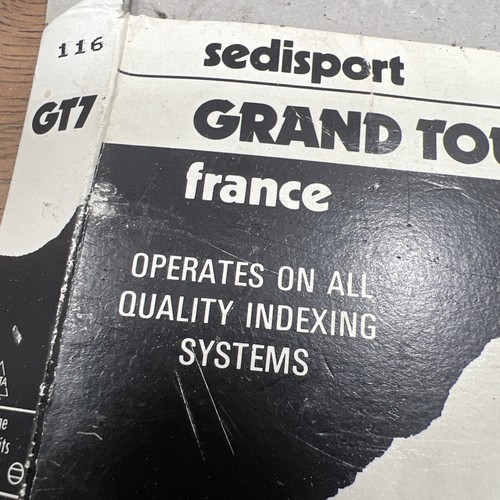 116
GT7
sedisport
GRAND TOU
france
OPERATES ON ALL
QUALITY INDEXING
SYSTEMS